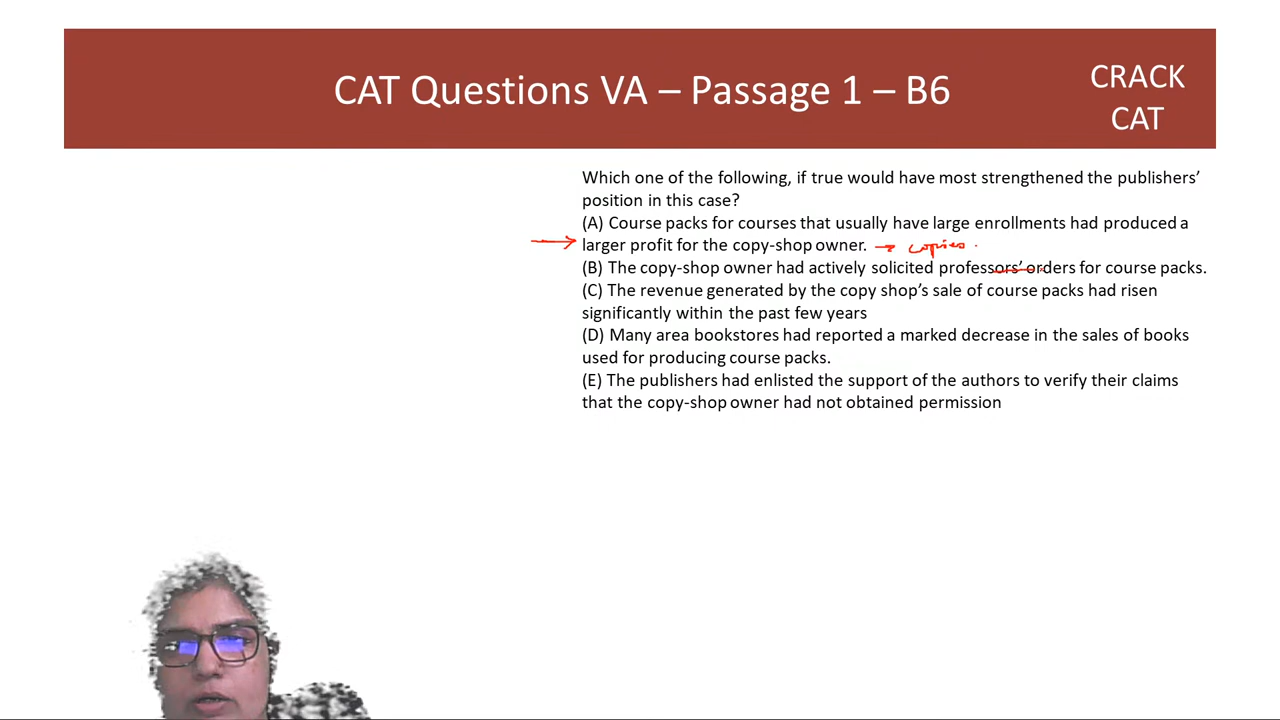 CAT Questions VA – Passage 1 – B6
CRACK
CAT
Which one of the following, if true would have most strengthened the publishers’
position in this case?
(A) Course packs for courses that usually have large enrollments had produced a
larger profit for the copy-shop owner. → copies
(B) The copy-shop owner had actively solicited professors’ orders for course packs.
(C) The revenue generated by the copy shop’s sale of course packs had risen
significantly within the past few years
(D) Many area bookstores had reported a marked decrease in the sales of books
used for producing course packs.
(E) The publishers had enlisted the support of the authors to verify their claims
that the copy-shop owner had not obtained permission